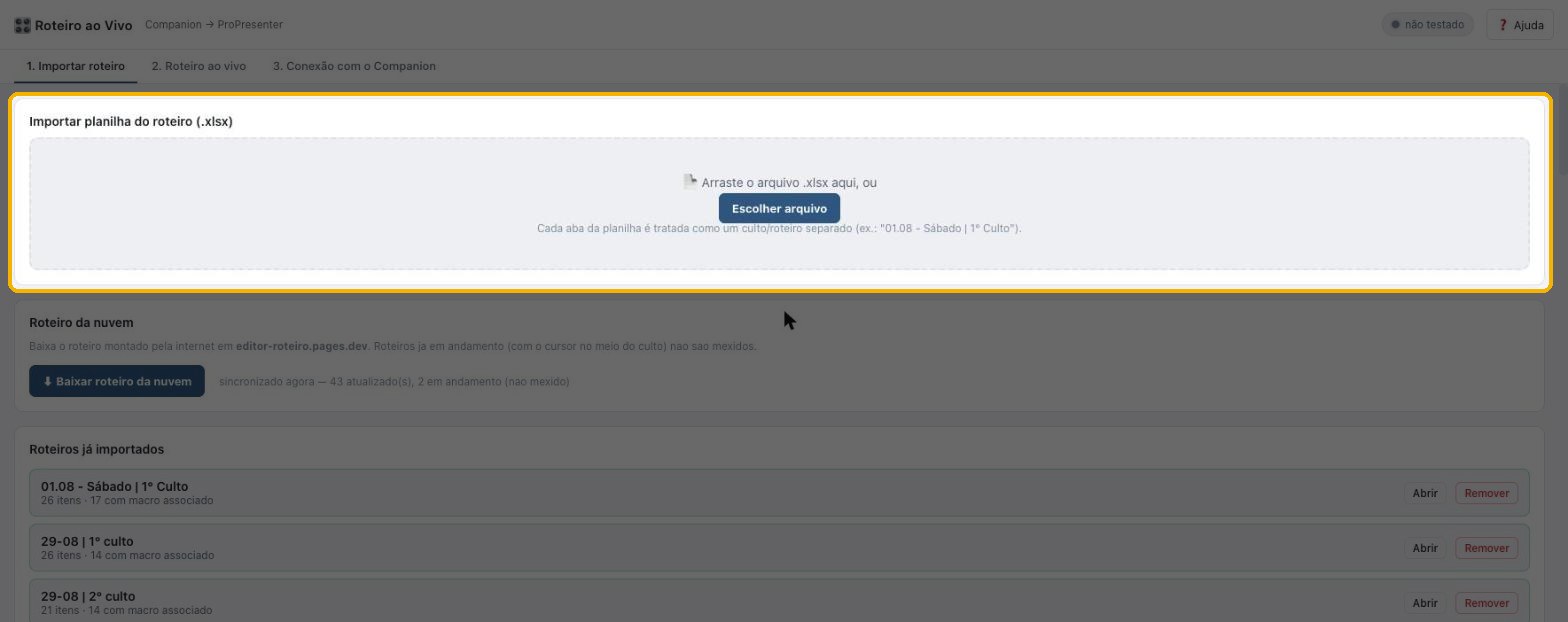 Roteiro ao Vivo Companion → ProPresenter não testado ❓ Ajuda
1. Importar roteiro 2. Roteiro ao vivo 3. Conexão com o Companion
Importar planilha do roteiro (.xlsx)
Arraste o arquivo .xlsx aqui, ou
Escolher arquivo
Cada aba da planilha é tratada como um culto/roteiro separado (ex.: "01.08 - Sábado | 1º Culto").
Roteiro da nuvem
Baixa o roteiro montado pela internet em editor-roteiro.pages.dev. Roteiros ja em andamento (com o cursor no meio do culto) nao sao mexidos.
⬇ Baixar roteiro da nuvem sincronizado agora — 43 atualizado(s), 2 em andamento (nao mexido)
Roteiros já importados
01.08 - Sábado | 1º Culto
26 itens · 17 com macro associado
Abrir Remover
29-08 | 1º culto
26 itens · 14 com macro associado
Abrir Remover
29-08 | 2º culto
21 itens · 14 com macro associado
Abrir Remover